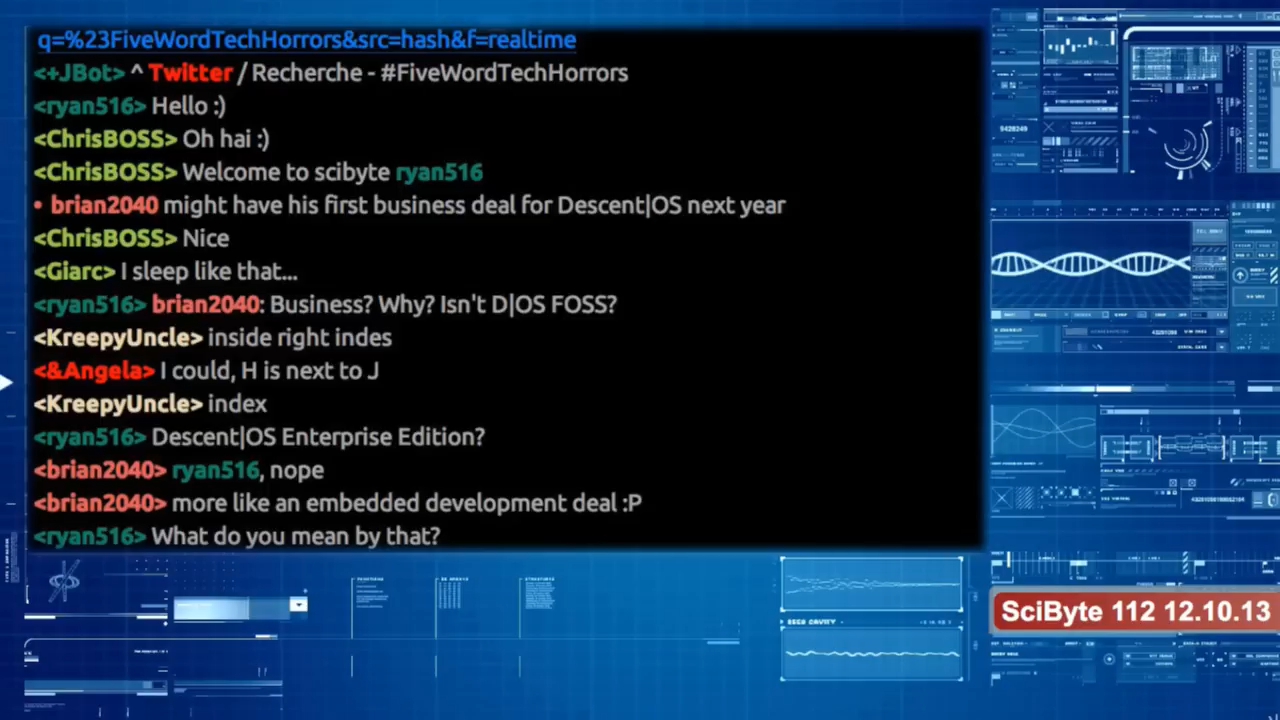 q=%23FiveWordTechHorrors&src=hash&f=realtime
<+JBot> ^ Twitter / Recherche - #FiveWordTechHorrors
<ryan516> Hello :)
<ChrisBOSS> Oh hai :)
<ChrisBOSS> Welcome to scibyte ryan516
• brian2040 might have his first business deal for Descent|OS next year
<ChrisBOSS> Nice
<Giarc> I sleep like that...
<ryan516> brian2040: Business? Why? Isn't D|OS FOSS?
<KreepyUncle> inside right indes
<&Angela> I could, H is next to J
<KreepyUncle> index
<ryan516> Descent|OS Enterprise Edition?
<brian2040> ryan516, nope
<brian2040> more like an embedded development deal :P
<ryan516> What do you mean by that?
9428249
SciByte 112 12.10.13